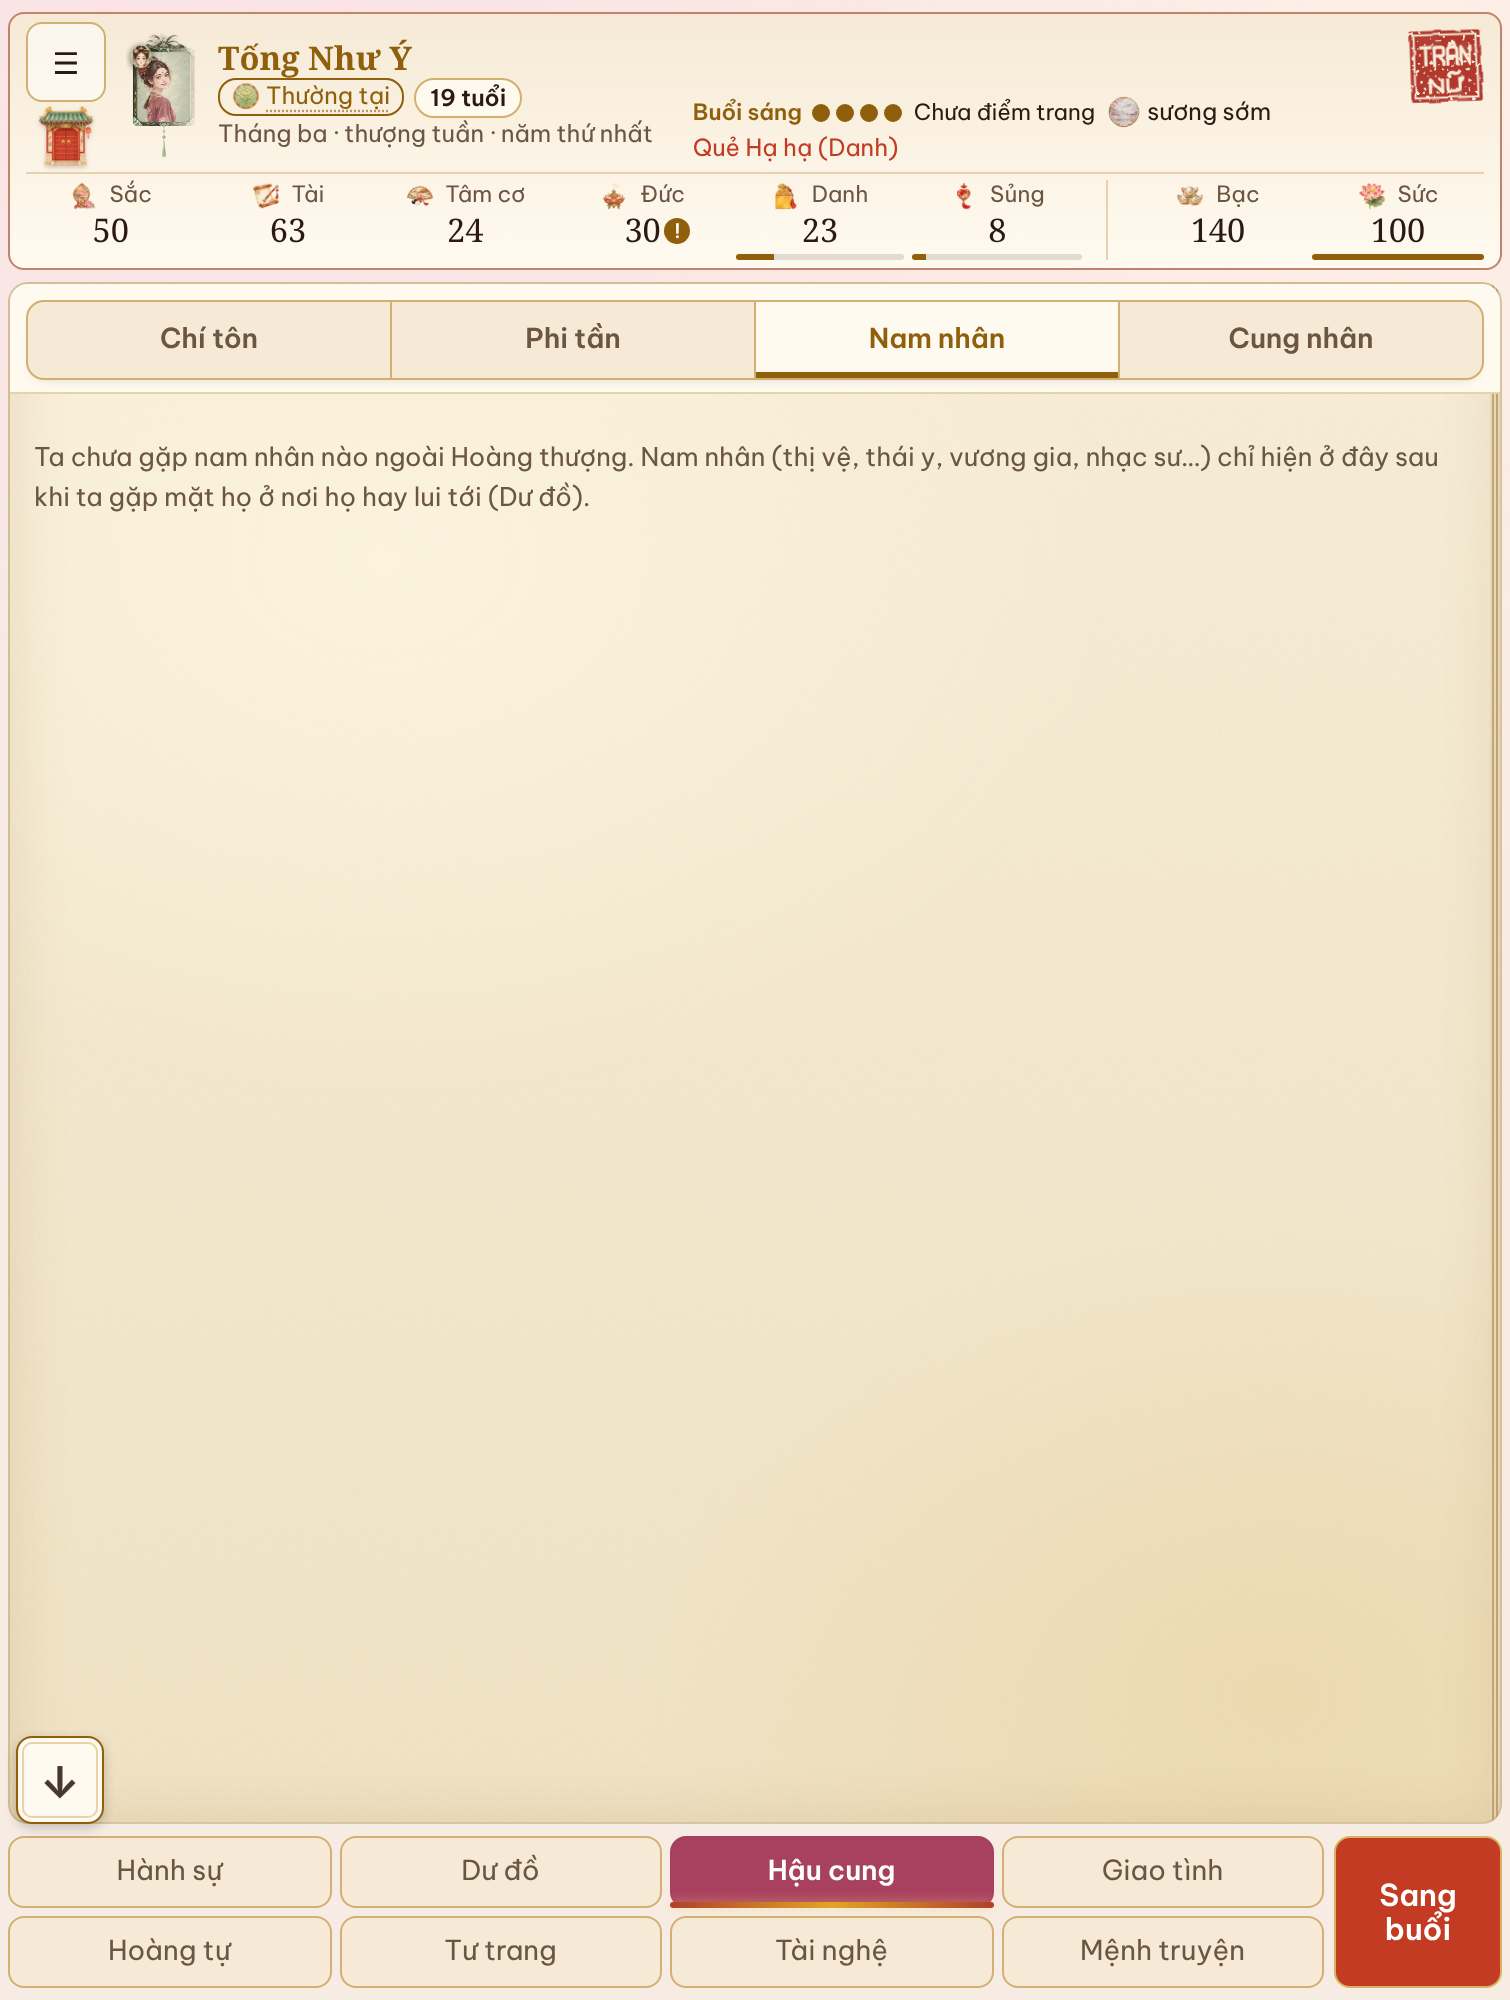 ☰
Tống Như Ý
Thường tại
19 tuổi
Tháng ba · thượng tuần · năm thứ nhất
Buổi sáng
Chưa điểm trang
sương sớm
Quẻ Hạ hạ (Danh)
TRÂN
NỮ
Sắc
50
Tài
63
Tâm cơ
24
Đức
30 !
Danh
23
Sủng
8
Bạc
140
Sức
100
Chí tôn
Phi tần
Nam nhân
Cung nhân
Ta chưa gặp nam nhân nào ngoài Hoàng thượng. Nam nhân (thị vệ, thái y, vương gia, nhạc sư...) chỉ hiện ở đây sau
khi ta gặp mặt họ ở nơi họ hay lui tới (Dư đồ).
↓
Hành sự
Dư đồ
Hậu cung
Giao tình
Sang
buổi
Hoàng tự
Tư trang
Tài nghệ
Mệnh truyện